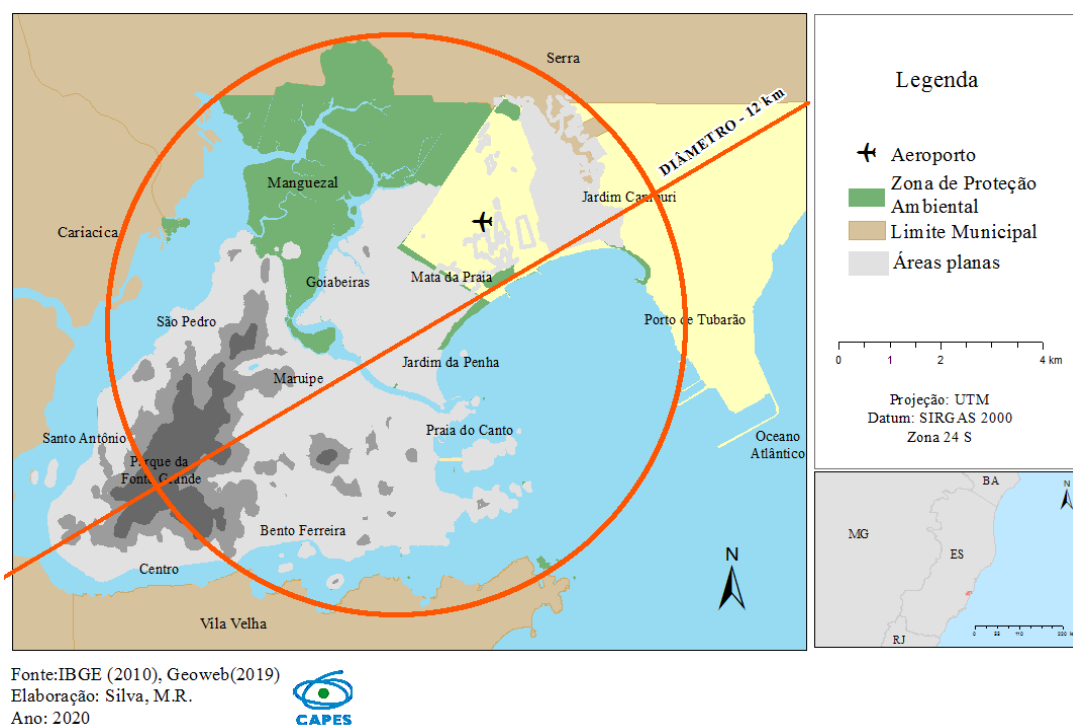 Serra
DIÂMETRO - 12 km
Manguezal
Jardim Camburi
Cariacica
Goiabeiras
Mata da Praia
São Pedro
Porto de Tubarão
Jardim da Penha
Maruipe
Praia do Canto
Santo Antônio
Oceano
Atlântico
Parque da
Fonte Grande
Bento Ferreira
Centro
N
Vila Velha
Legenda
Aeroporto
Zona de Proteção
Ambiental
Limite Municipal
Áreas planas
N
0 1 2 4 km
Projeção: UTM
Datum: SIRGAS 2000
Zona 24 S
BA
N
MG
ES
RJ
Fonte:IBGE (2010), Geoweb(2019)
Elaboração: Silva, M.R.
Ano: 2020
CAPES